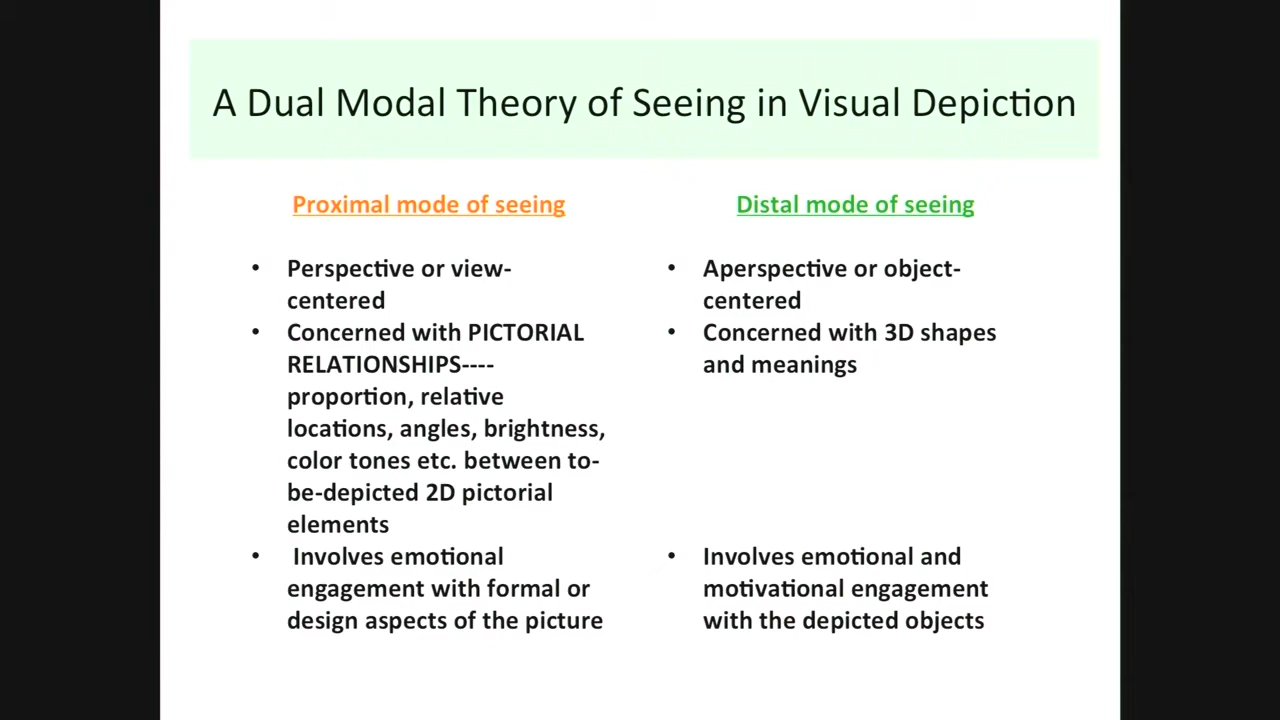 A Dual Modal Theory of Seeing in Visual Depiction
Proximal mode of seeing
• Perspective or view-
centered
• Concerned with PICTORIAL
RELATIONSHIPS----
proportion, relative
locations, angles, brightness,
color tones etc. between to-
be-depicted 2D pictorial
elements
• Involves emotional
engagement with formal or
design aspects of the picture
Distal mode of seeing
• Aperspective or object-
centered
• Concerned with 3D shapes
and meanings
• Involves emotional and
motivational engagement
with the depicted objects